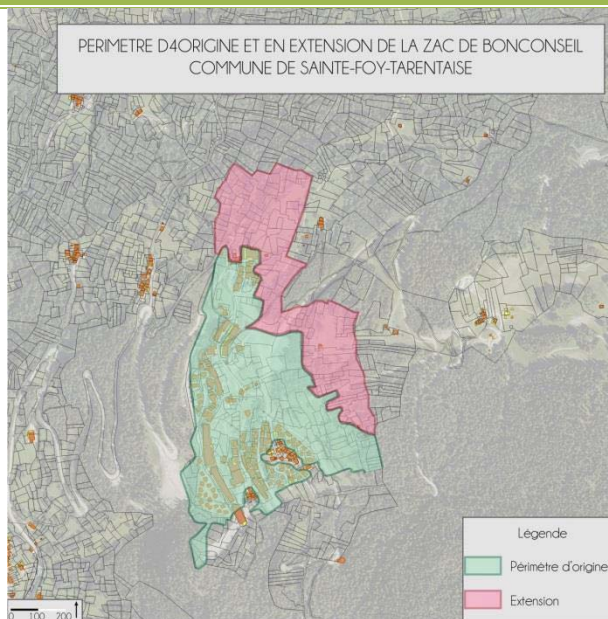 PERIMETRE D4ORIGINE ET EN EXTENSION DE LA ZAC DE BONCONSEIL
COMMUNE DE SAINTE-FOY-TARENTAISE
Légende
Périmètre d'origine
Extension
0 100 200